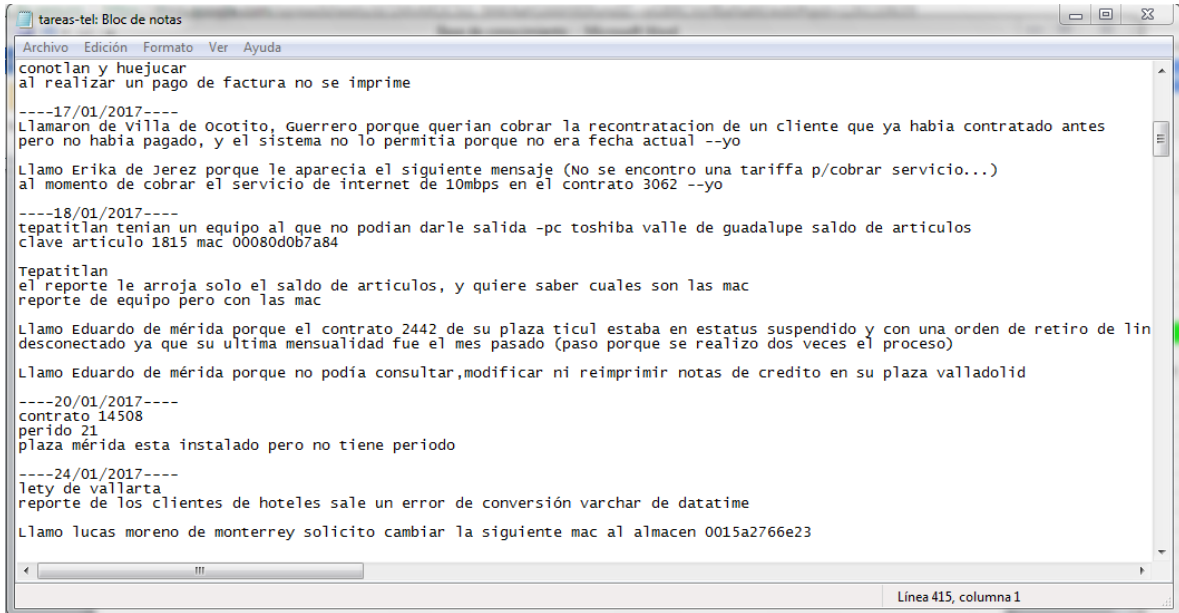 tareas-tel: Bloc de notas
Archivo Edición Formato Ver Ayuda
conotlan y huejucar
al realizar un pago de factura no se imprime
----17/01/2017----
Llamaron de Villa de Ocotito, Guerrero porque querian cobrar la recontratacion de un cliente que ya habia contratado antes
pero no habia pagado, y el sistema no lo permitia porque no era fecha actual --yo
Llamo Erika de Jerez porque le aparecia el siguiente mensaje (No se encontro una tariffa p/cobrar servicio...)
al momento de cobrar el servicio de internet de 10mbps en el contrato 3062 --yo
----18/01/2017----
tepatitlan tenian un equipo al que no podian darle salida -pc toshiba valle de guadalupe saldo de articulos
clave articulo 1815 mac 00080d0b7a84
Tepatitlan
el reporte le arroja solo el saldo de articulos, y quiere saber cuales son las mac
reporte de equipo pero con las mac
Llamo Eduardo de mérida porque el contrato 2442 de su plaza ticul estaba en estatus suspendido y con una orden de retiro de lin
desconectado ya que su ultima mensualidad fue el mes pasado (paso porque se realizo dos veces el proceso)
Llamo Eduardo de mérida porque no podía consultar,modificar ni reimprimir notas de credito en su plaza valladolid
----20/01/2017----
contrato 14508
perido 21
plaza mérida esta instalado pero no tiene periodo
----24/01/2017----
lety de vallarta
reporte de los clientes de hoteles sale un error de conversión varchar de datatime
Llamo lucas moreno de monterrey solicito cambiar la siguiente mac al almacen 0015a2766e23
Línea 415, columna 1